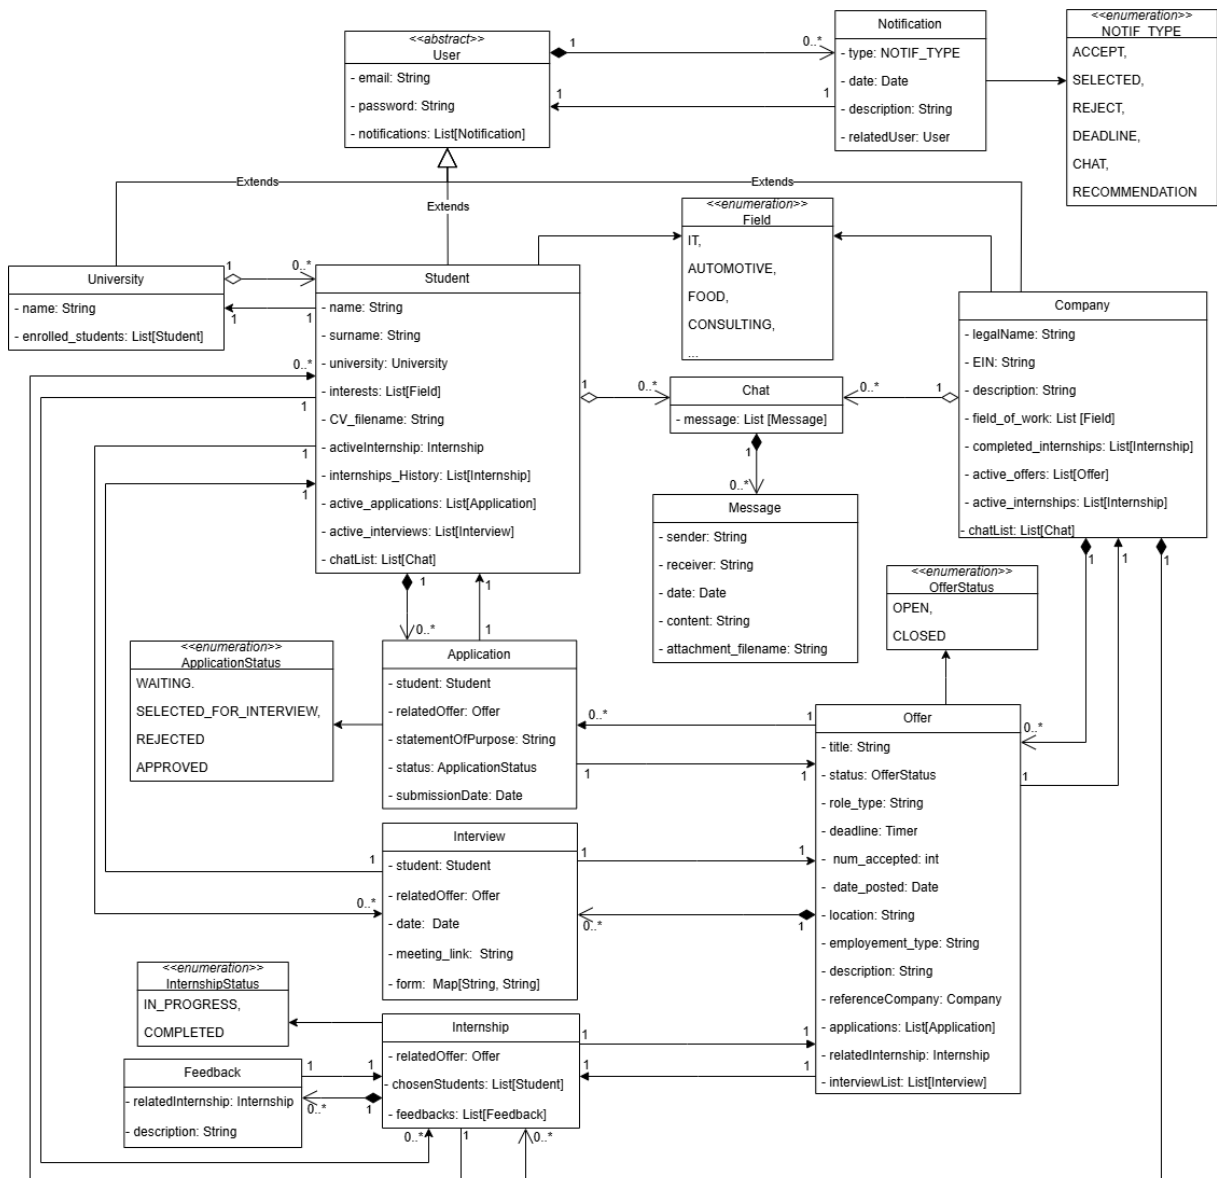 <<abstract>>
User
- email: String
- password: String
- notifications: List[Notification]
1
0..*
1
1
Notification
- type: NOTIF_TYPE
- date: Date
- description: String
- relatedUser: User
<<enumeration>>
NOTIF_TYPE
ACCEPT,
SELECTED,
REJECT,
DEADLINE,
CHAT,
RECOMMENDATION
Extends
Extends
Extends
<<enumeration>>
Field
IT,
AUTOMOTIVE,
FOOD,
CONSULTING,
...
University
- name: String
- enrolled_students: List[Student]
1
0..*
1
1
0..*
1
1
1
Student
- name: String
- surname: String
- university: University
- interests: List[Field]
- CV_filename: String
- activeInternship: Internship
- internships_History: List[Internship]
- active_applications: List[Application]
- active_interviews: List[Interview]
- chatList: List[Chat]
1
0..*
Chat
- message: List [Message]
0..*
1
1
0..*
Message
- sender: String
- receiver: String
- date: Date
- content: String
- attachment_filename: String
Company
- legalName: String
- EIN: String
- description: String
- field_of_work: List [Field]
- completed_internships: List[Internship]
- active_offers: List[Offer]
- active_internships: List[Internship]
- chatList: List[Chat]
1
1
1
<<enumeration>>
OfferStatus
OPEN,
CLOSED
1
1
0..*
1
<<enumeration>>
ApplicationStatus
WAITING.
SELECTED_FOR_INTERVIEW,
REJECTED
APPROVED
Application
- student: Student
- relatedOffer: Offer
- statementOfPurpose: String
- status: ApplicationStatus
- submissionDate: Date
0..*
1
1
1
0..*
1
Offer
- title: String
- status: OfferStatus
- role_type: String
- deadline: Timer
- num_accepted: int
- date_posted: Date
- location: String
- employement_type: String
- description: String
- referenceCompany: Company
- applications: List[Application]
- relatedInternship: Internship
- interviewList: List[Interview]
Interview
- student: Student
- relatedOffer: Offer
- date: Date
- meeting_link: String
- form: Map[String, String]
1
0..*
1
1
0..*
1
<<enumeration>>
InternshipStatus
IN_PROGRESS,
COMPLETED
Internship
- relatedOffer: Offer
- chosenStudents: List[Student]
- feedbacks: List[Feedback]
1
1
1
1
Feedback
- relatedInternship: Internship
- description: String
1
1
0..*
1
0..*
1
0..*